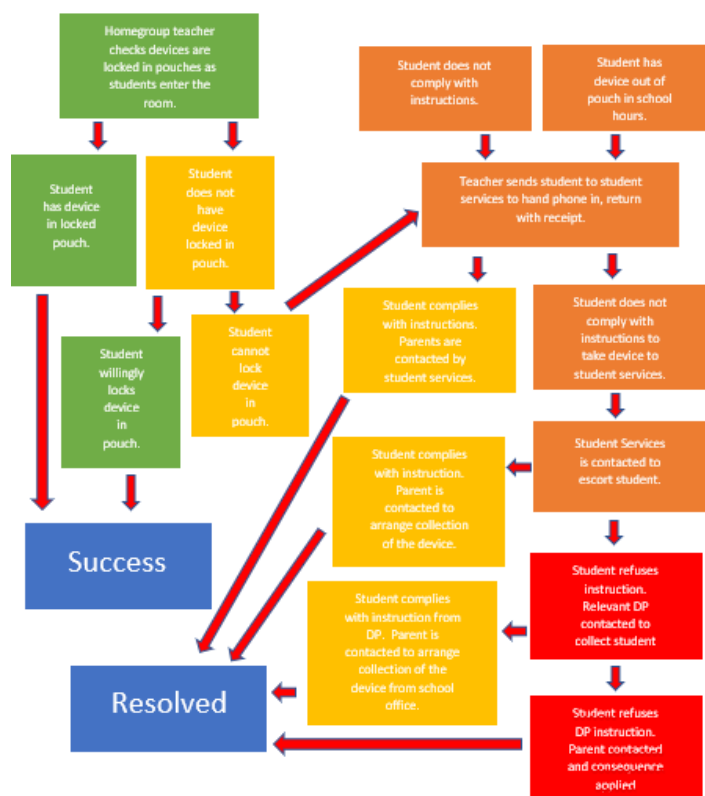 Homegroup teacher
checks devices are
locked in pouches as
students enter the
room.
Student does not
comply with
instructions.
Student has
device out of
pouch in school
hours.
Student
has device
in locked
pouch.
Student
does not
have
device
locked in
pouch.
Teacher sends student to student
services to hand phone in, return
with receipt.
Student
willingly
locks
device
in
pouch.
Student
cannot
lock
device
in
pouch.
Student complies
with instructions.
Parents are
contacted by
student services.
Student does not
comply with
instructions to
take device to
student services.
Student complies
with instruction.
Parent is
contacted to
arrange collection
of the device.
Student Services
is contacted to
escort student.
Success
Student complies
with instruction from
DP. Parent is
contacted to arrange
collection of the
device from school
office.
Student refuses
instruction.
Relevant DP
contacted to
collect student
Resolved
Student refuses
DP instruction.
Parent contacted
and consequence
applied